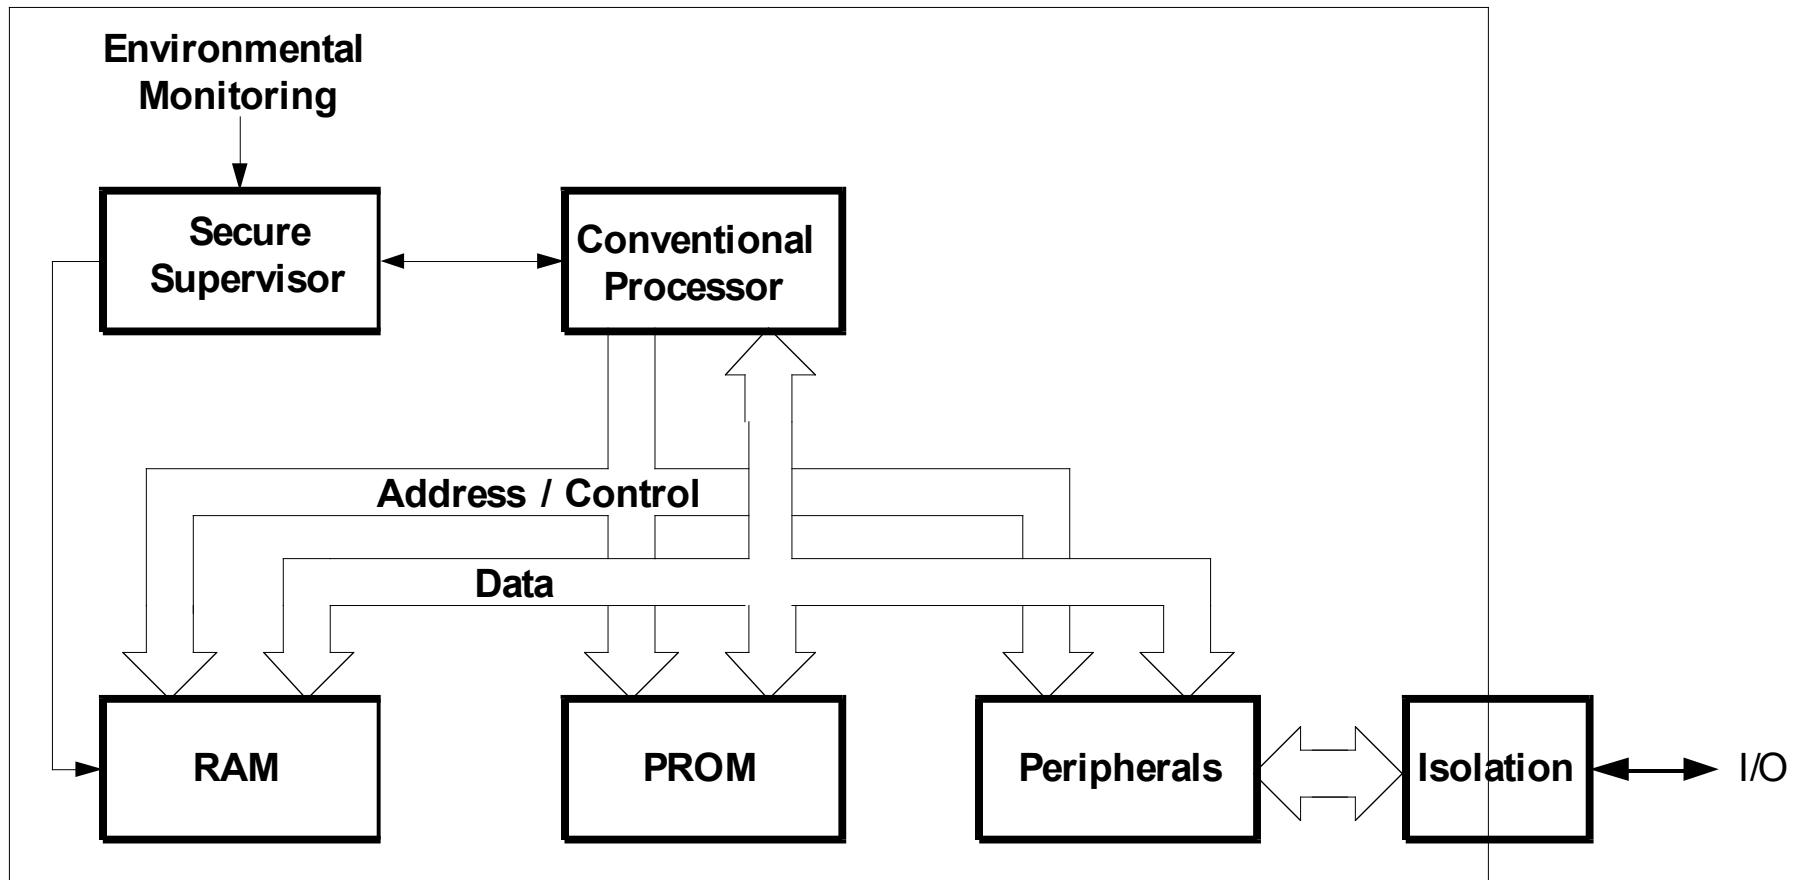 Environmental
Monitoring
Secure
Supervisor
Conventional
Processor
Address / Control
Data
RAM
PROM
Peripherals
Isolation
I/O